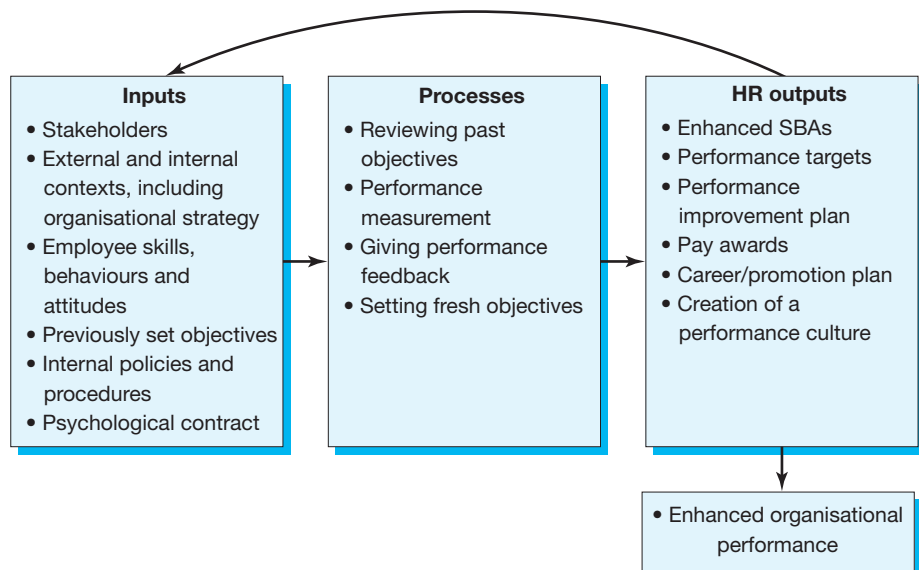 Inputs
• Stakeholders
• External and internal
contexts, including
organisational strategy
• Employee skills,
behaviours and
attitudes
• Previously set objectives
• Internal policies and
procedures
• Psychological contract
Processes
• Reviewing past
objectives
• Performance
measurement
• Giving performance
feedback
• Setting fresh objectives
HR outputs
• Enhanced SBAs
• Performance targets
• Performance
improvement plan
• Pay awards
• Career/promotion plan
• Creation of a
performance culture
• Enhanced organisational
performance